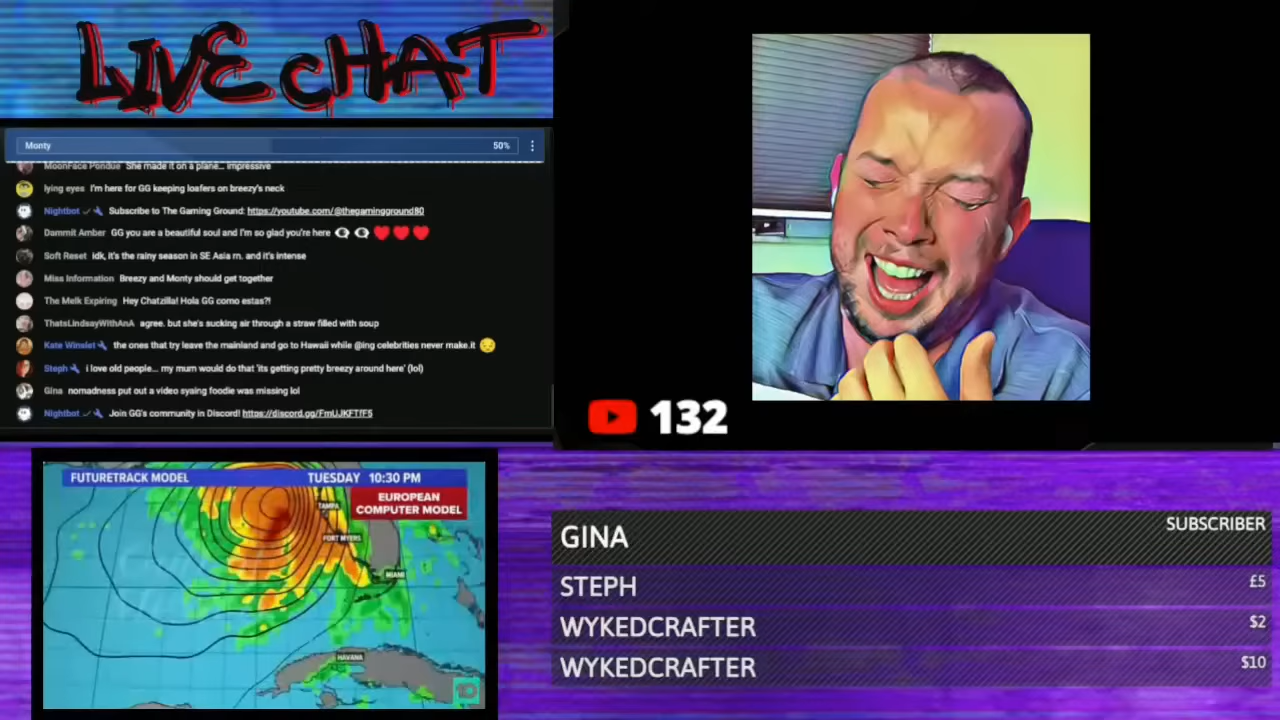 LIVE CHAT
Monty
50%
MoonFace Pondue She made it on a plane... impressive
lying eyes I'm here for GG keeping loafers on breezy's neck
Nightbot Subscribe to The Gaming Ground: https://youtube.com/@thegamingground80
Dammit Amber GG you are a beautiful soul and I'm so glad you're here
Soft Reset idk, it's the rainy season in SE Asia rn. and it's intense
Miss Information Breezy and Monty should get together
The Melk Expiring Hey Chatzilla! Hola GG como estas?!
ThatsLindsayWithAnA agree. but she's sucking air through a straw filled with soup
Kate Winslet the ones that try leave the mainland and go to Hawaii while @ing celebrities never make.it
Steph i love old people... my mum would do that 'its getting pretty breezy around here' (lol)
Gina nomadness put out a video syaing foodie was missing lol
Nightbot Join GG's community in Discord! https://discord.gg/FmUJKFTfF5
132
FUTURETRACK MODEL
TUESDAY 10:30 PM
EUROPEAN
COMPUTER MODEL
TAMPA
FORT MYERS
MIAMI
HAVANA
10
GINA
SUBSCRIBER
STEPH
£5
WYKEDCRAFTER
$2
WYKEDCRAFTER
$10